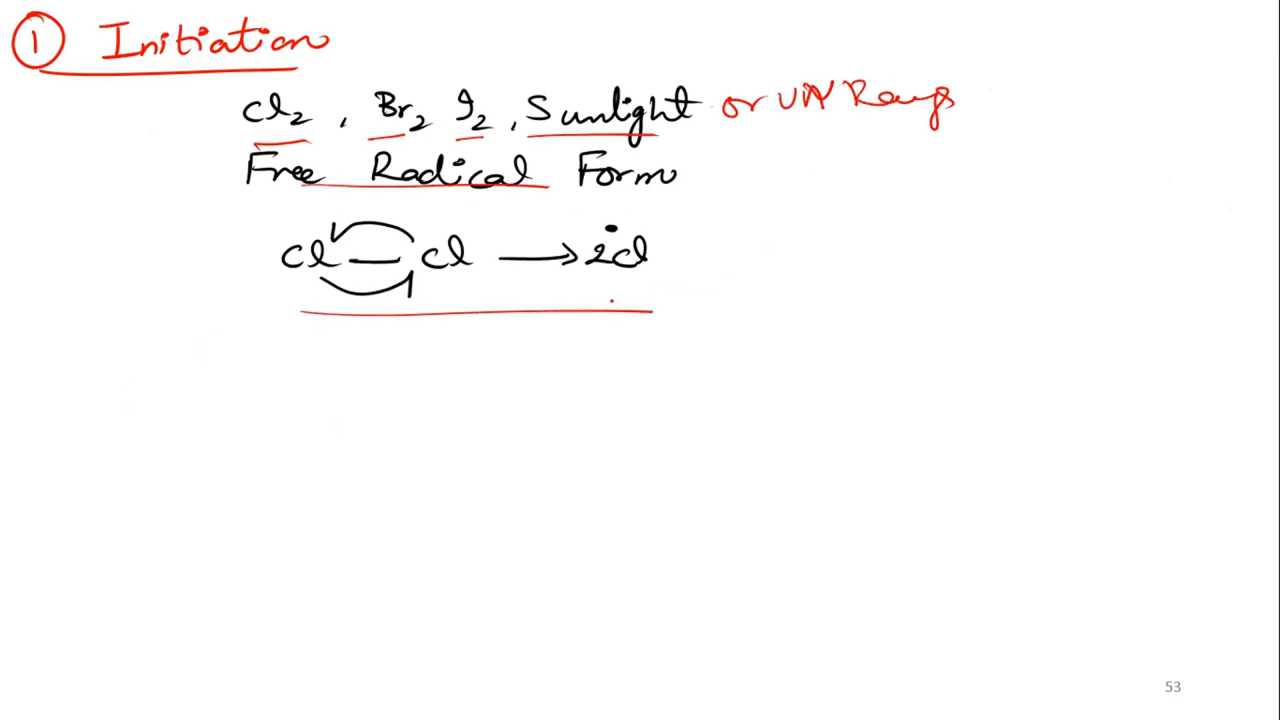 ① Initiation
Cl₂, Br₂ I₂, Sunlight or UV Rays
Free Radical Form
Cl — Cl ⟶ 2Cl̇
53